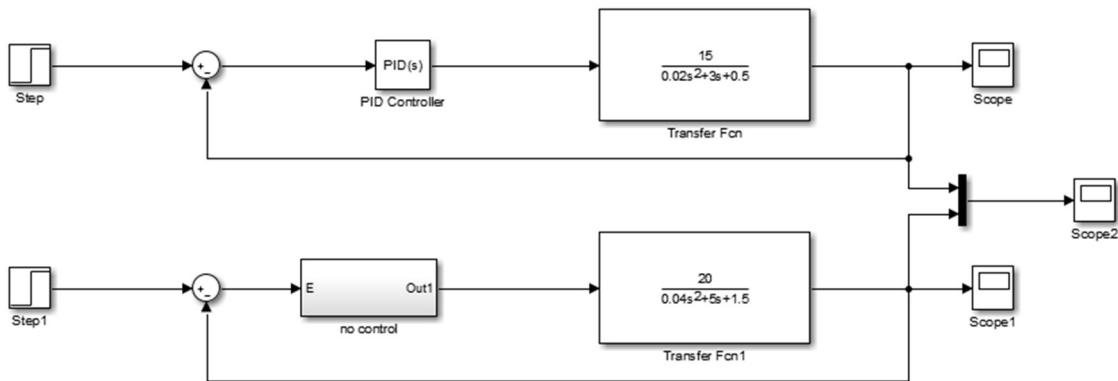 Step
+
−
PID(s)
PID Controller
15
0.02s²+3s+0.5
Transfer Fcn
Scope
Scope2
Step1
+
−
E
Out1
no control
20
0.04s²+5s+1.5
Transfer Fcn1
Scope1